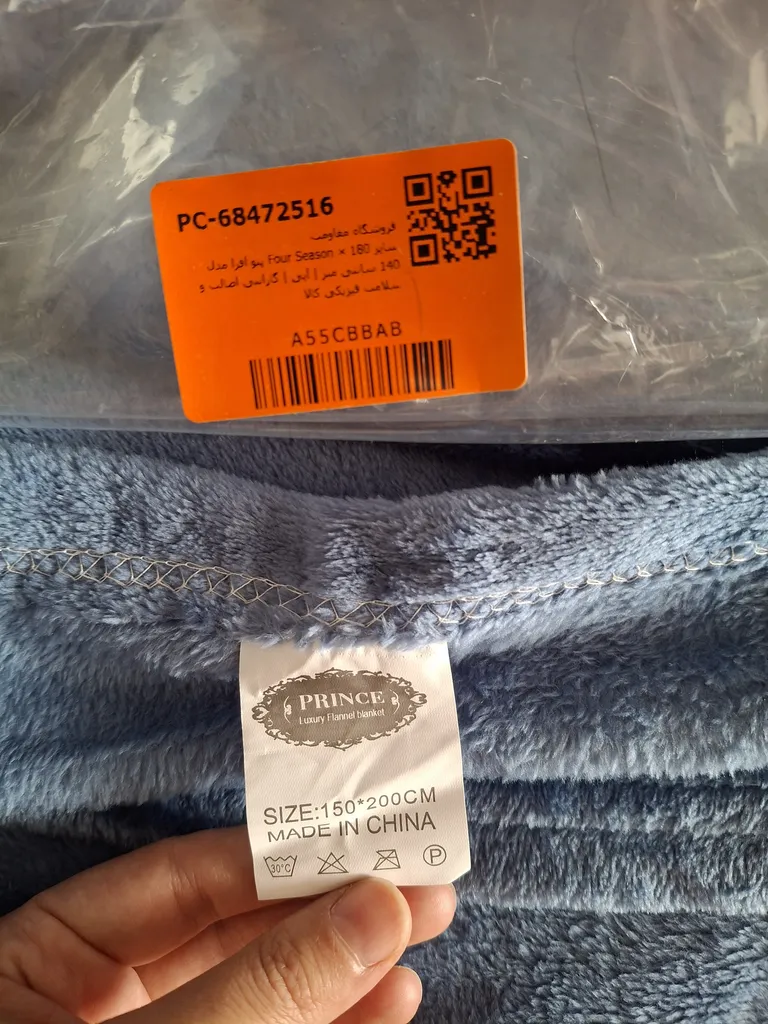 PC-68472516
فروشگاه مقاومت
پتو افرا مدل Four Season سایز 180 ×
140 سانتی متر | آبی | گارانتی اصالت و
سلامت فیزیکی کالا
A55CBBAB
PRINCE
Luxury Flannel blanket
SIZE:150*200CM
MADE IN CHINA
30°C
P